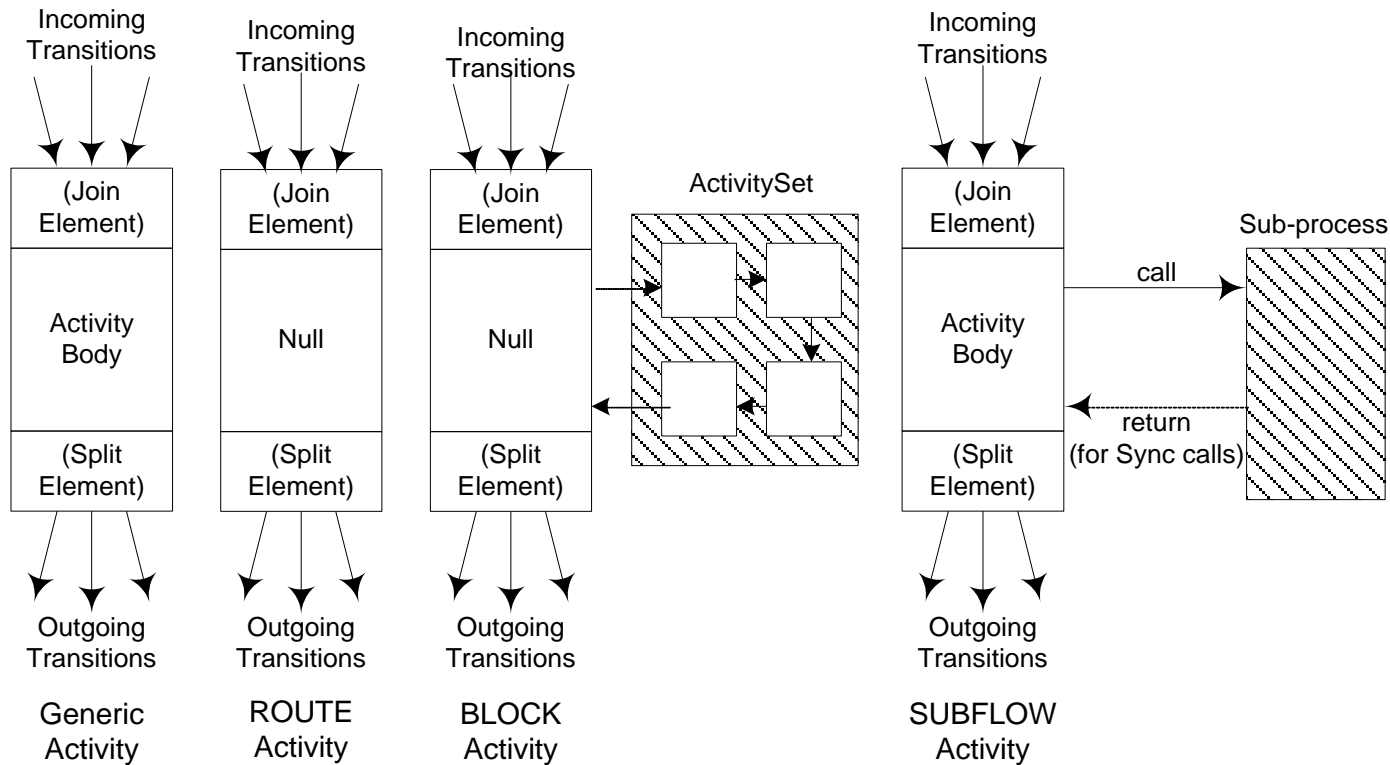 Incoming
Transitions
(Join
Element)
Activity
Body
(Split
Element)
Outgoing
Transitions
Generic
Activity
Incoming
Transitions
(Join
Element)
Null
(Split
Element)
Outgoing
Transitions
ROUTE
Activity
Incoming
Transitions
(Join
Element)
Null
(Split
Element)
Outgoing
Transitions
BLOCK
Activity
ActivitySet
Incoming
Transitions
(Join
Element)
Activity
Body
(Split
Element)
Outgoing
Transitions
SUBFLOW
Activity
Sub-process
call
return
(for Sync calls)